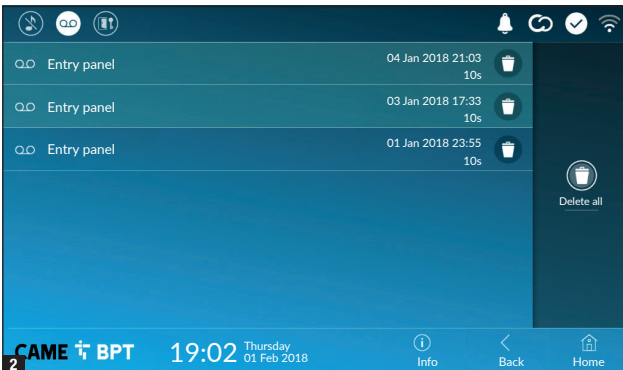 Entry panel
04 Jan 2018 21:03
10s
Entry panel
03 Jan 2018 17:33
10s
Entry panel
01 Jan 2018 23:55
10s
Delete all
CAME BPT
19:02
Thursday
01 Feb 2018
Info
Back
Home
2